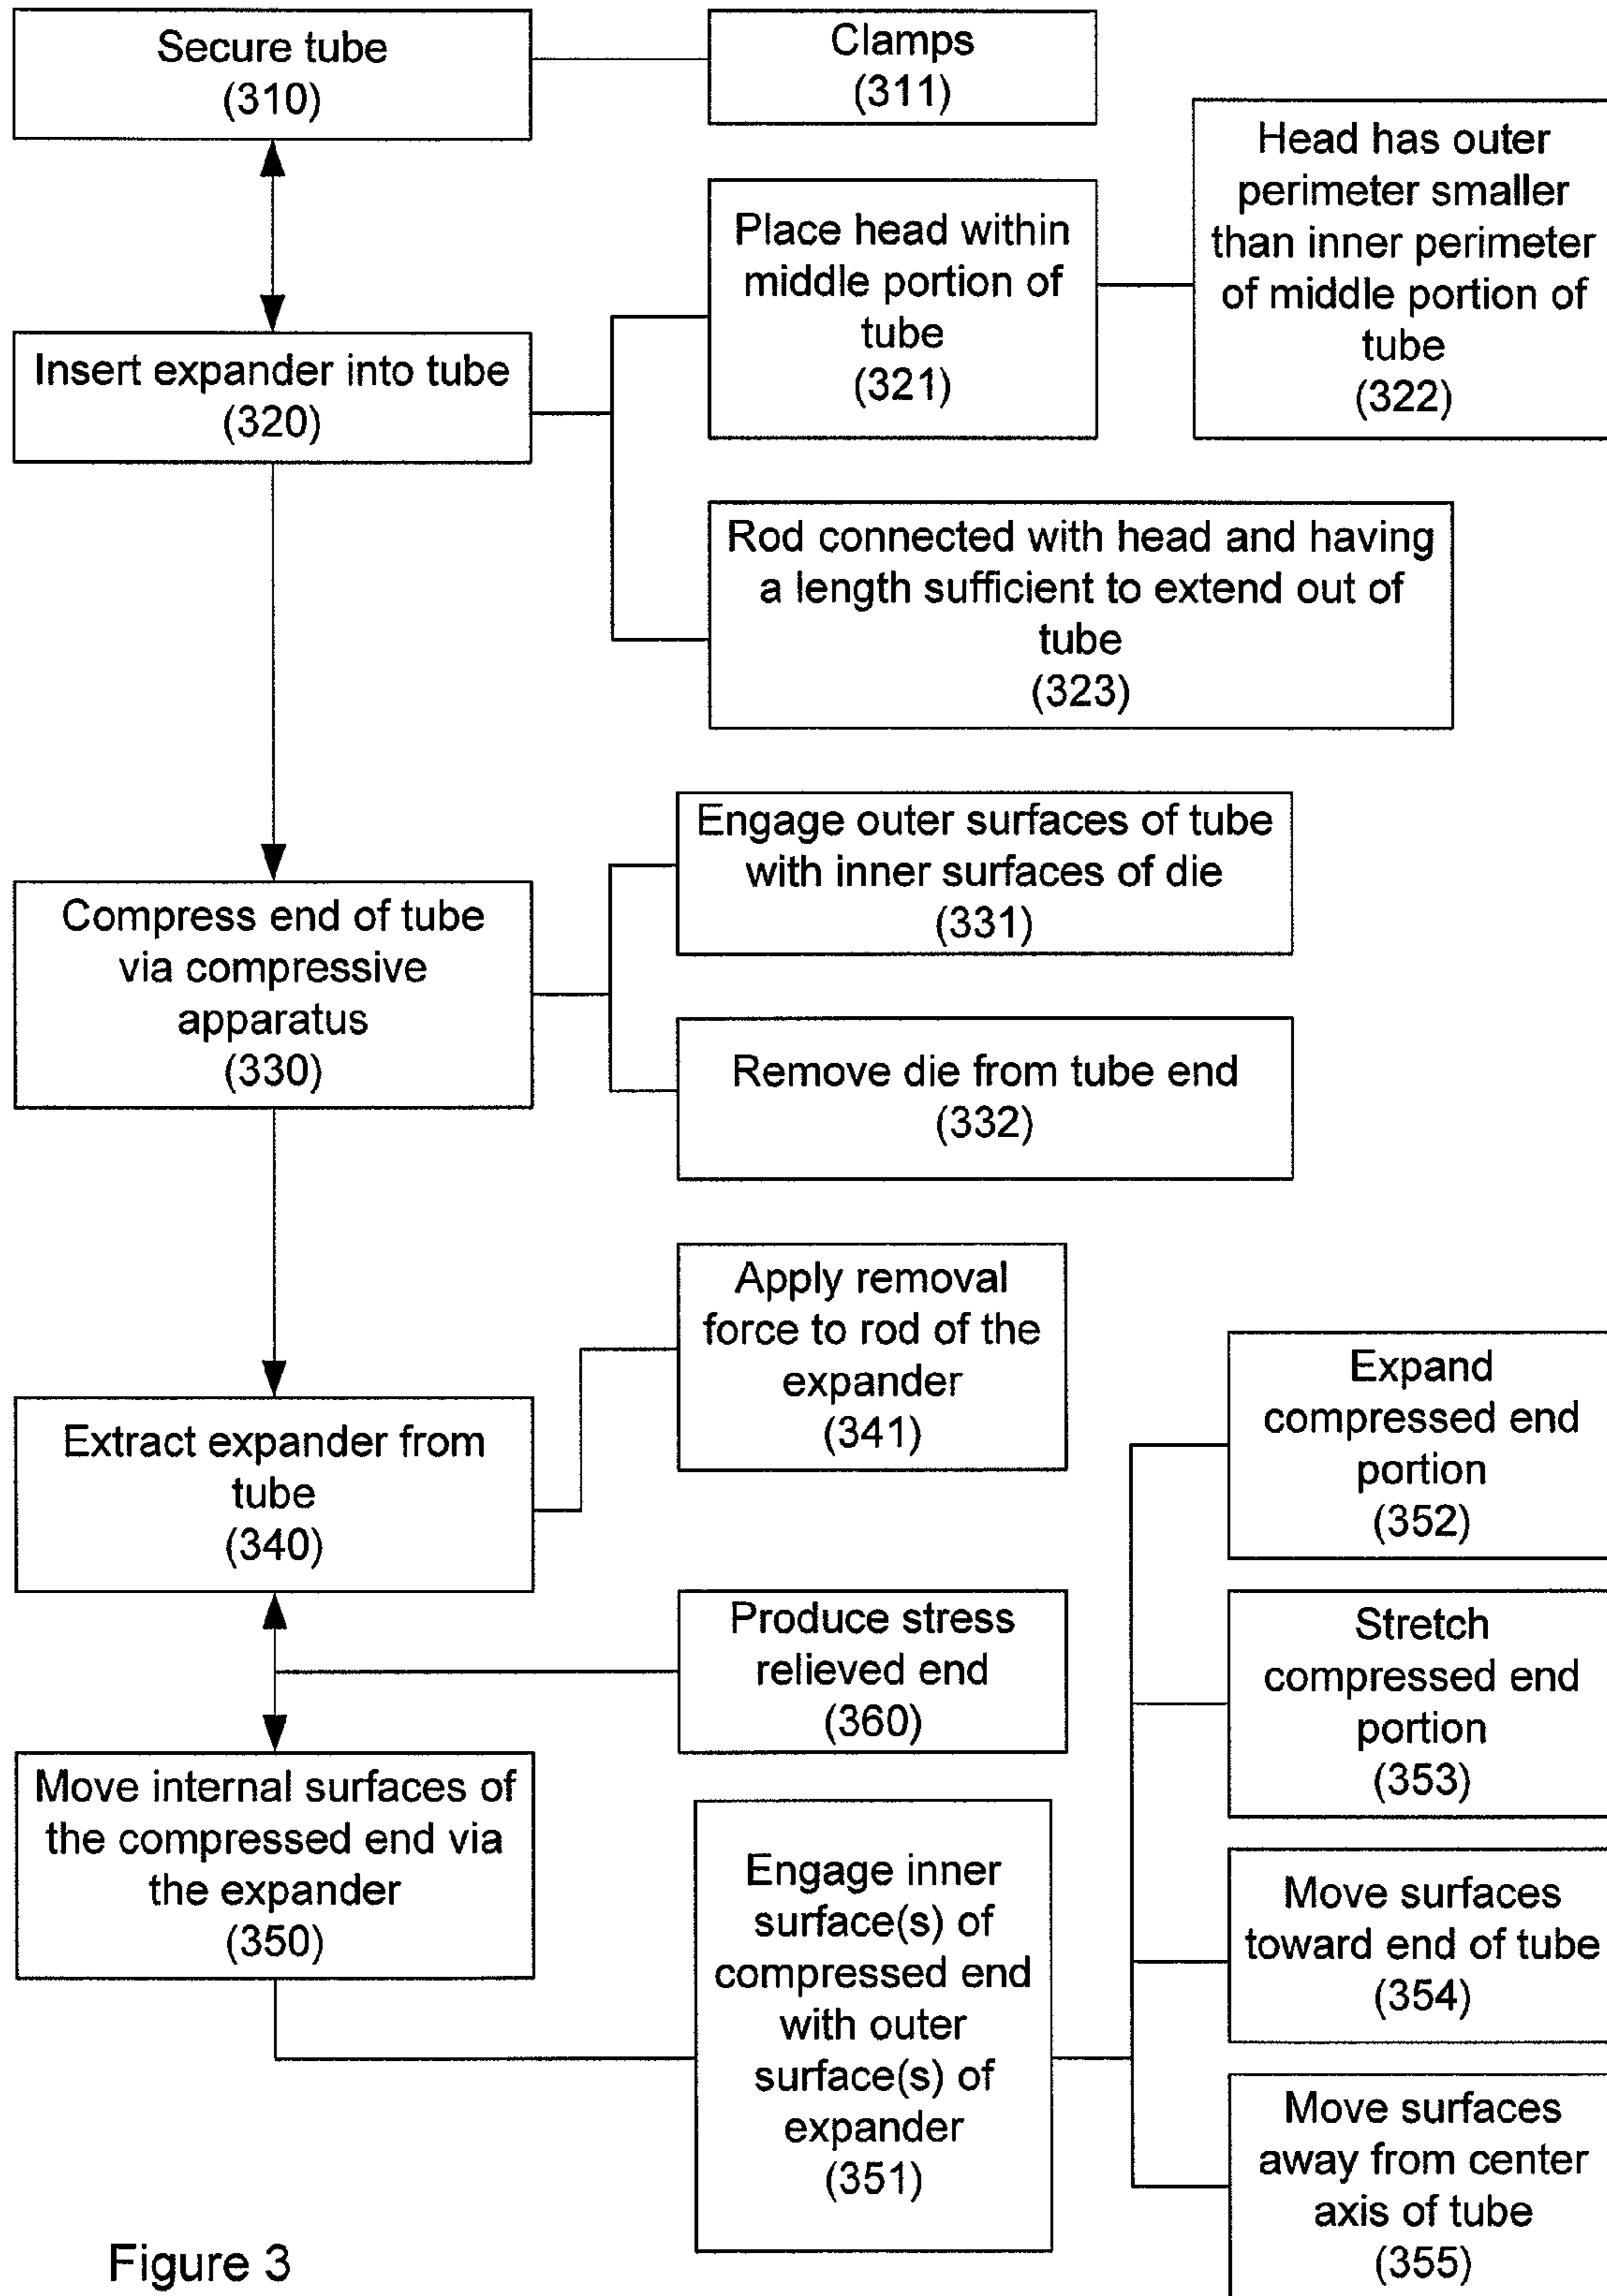 Secure tube
(310)
Clamps
(311)
Head has outer
perimeter smaller
than inner perimeter
of middle portion of
tube
(322)
Place head within
middle portion of
tube
(321)
Insert expander into tube
(320)
Rod connected with head and having
a length sufficient to extend out of
tube
(323)
Engage outer surfaces of tube
with inner surfaces of die
(331)
Compress end of tube
via compressive
apparatus
(330)
Remove die from tube end
(332)
Apply removal
force to rod of the
expander
(341)
Extract expander from
tube
(340)
Expand
compressed end
portion
(352)
Produce stress
relieved end
(360)
Stretch
compressed end
portion
(353)
Move internal surfaces of
the compressed end via
the expander
(350)
Engage inner
surface(s) of
compressed end
with outer
surface(s) of
expander
(351)
Move surfaces
toward end of tube
(354)
Move surfaces
away from center
axis of tube
(355)
Figure 3